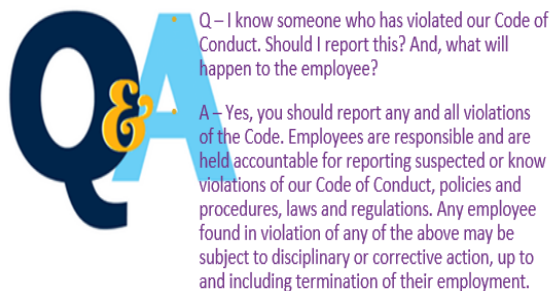 Q&A
Q – I know someone who has violated our Code of
Conduct. Should I report this? And, what will
happen to the employee?
A – Yes, you should report any and all violations
of the Code. Employees are responsible and are
held accountable for reporting suspected or know
violations of our Code of Conduct, policies and
procedures, laws and regulations. Any employee
found in violation of any of the above may be
subject to disciplinary or corrective action, up to
and including termination of their employment.